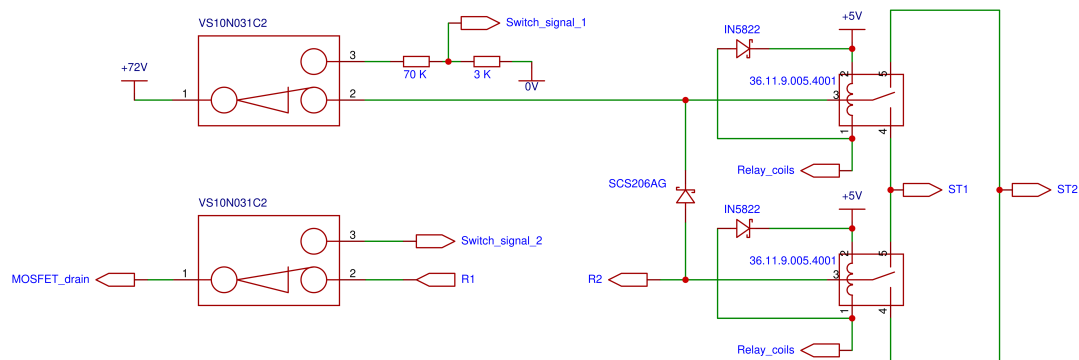 VS10N031C2
Switch_signal_1
+72V
1
3
2
70 K
3 K
0V
IN5822
+5V
36.11.9.005.4001
2
5
3
1
4
Relay_coils
SCS206AG
ST1
ST2
VS10N031C2
3
Switch_signal_2
MOSFET_drain
1
2
R1
R2
IN5822
+5V
36.11.9.005.4001
2
5
3
1
4
Relay_coils